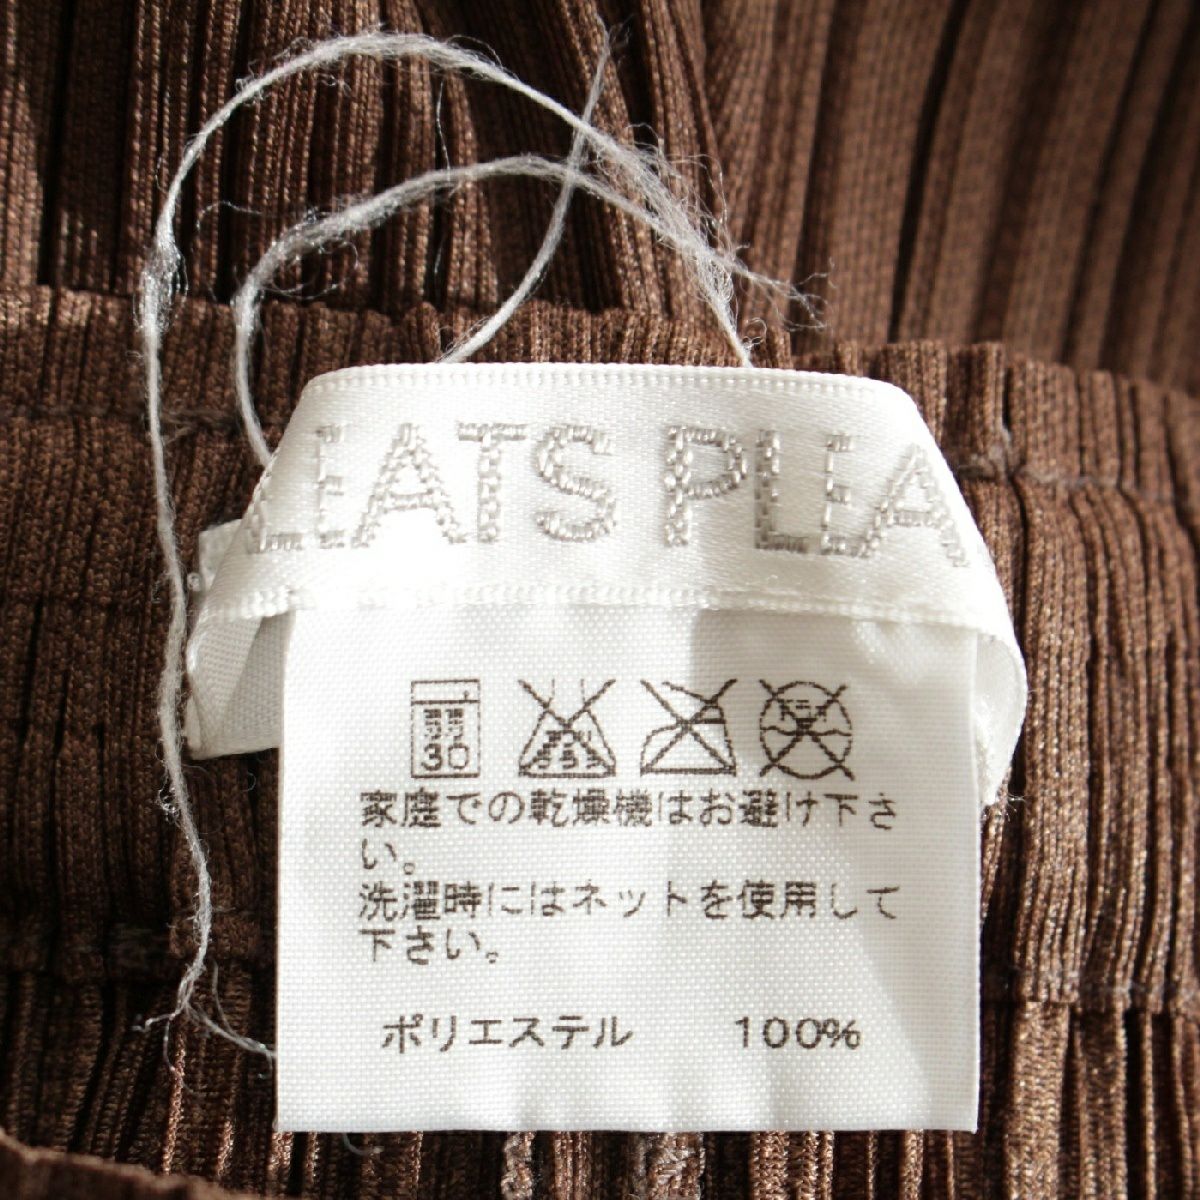 LEATS PLEA
30
家庭での乾燥機はお避け下さ
い。
洗濯時にはネットを使用して
下さい。
ポリエステル 100%